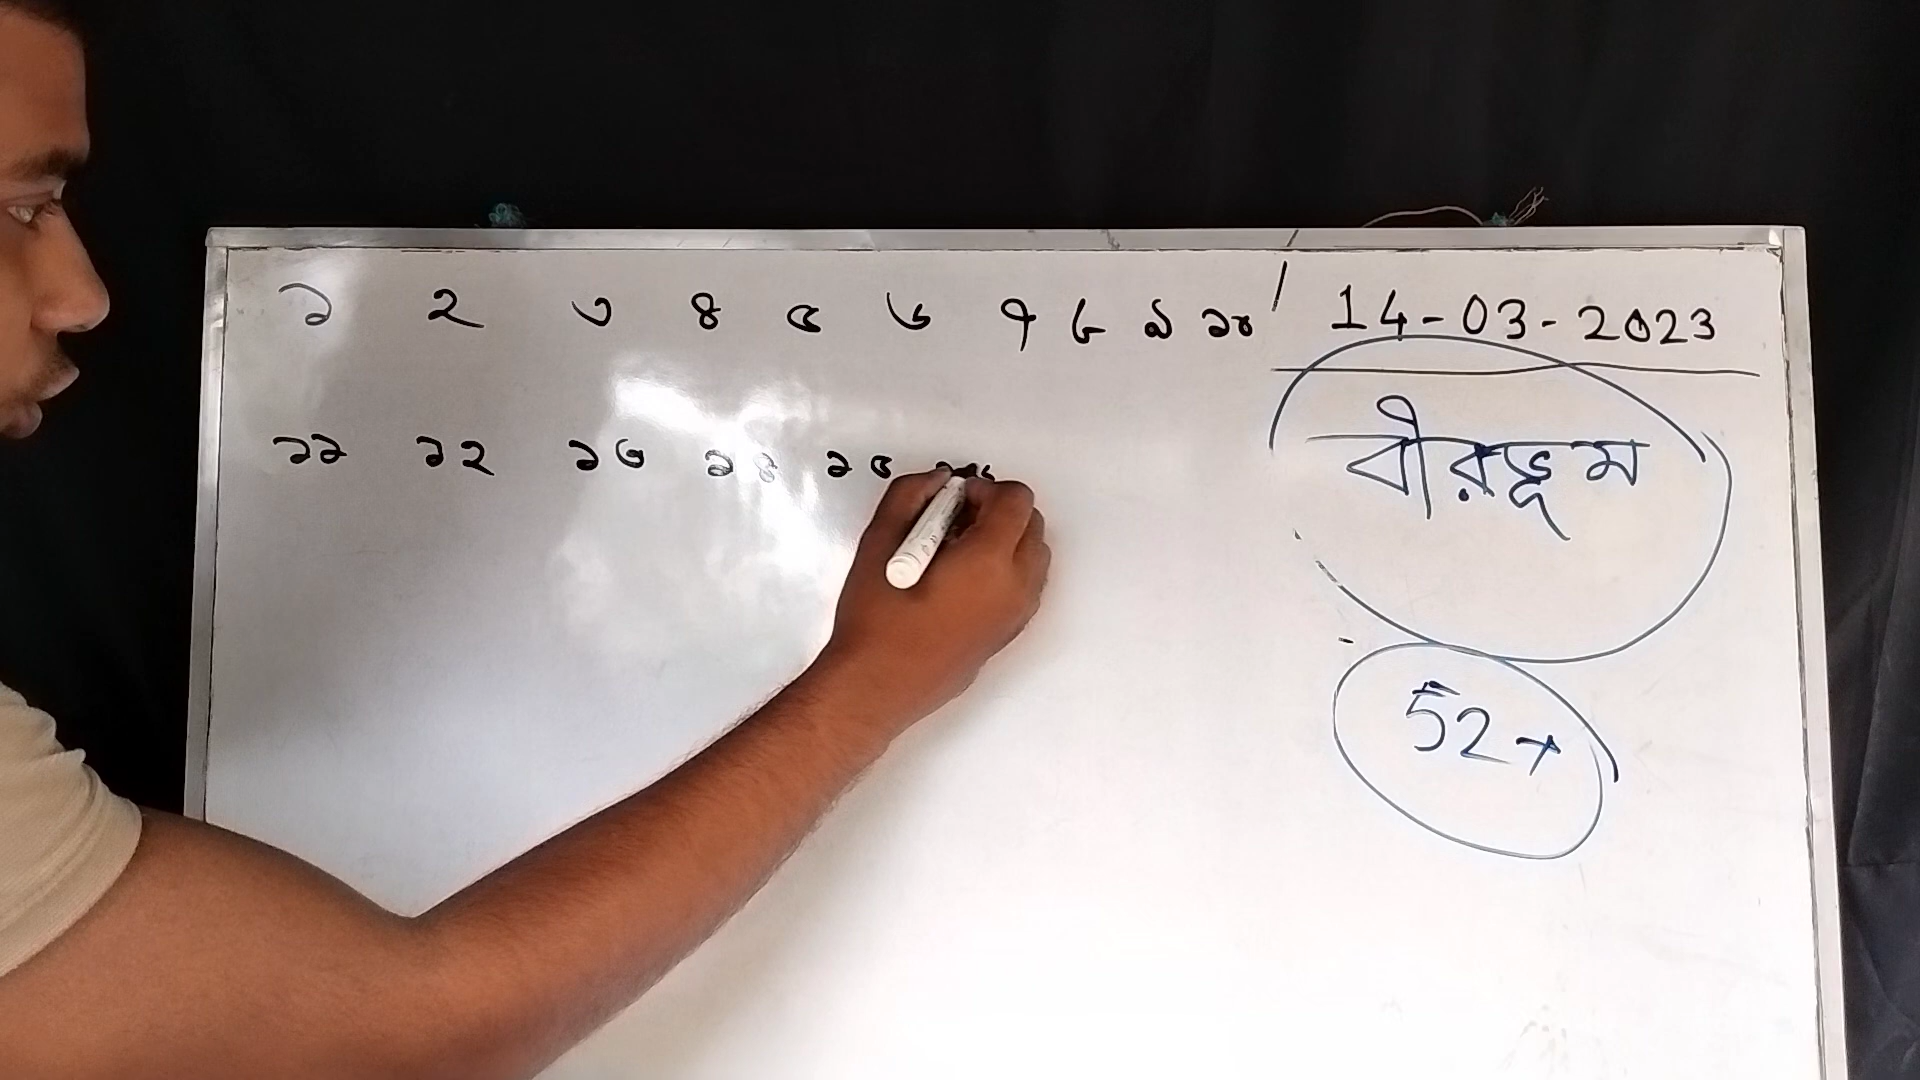 ১ ২ ৩ ৪ ৫ ৬ ৭ ৮ ৯ ১০ / 14-03-2023
১১ ১২ ১৩ ১৪ ১৫
বীরভূম
52+